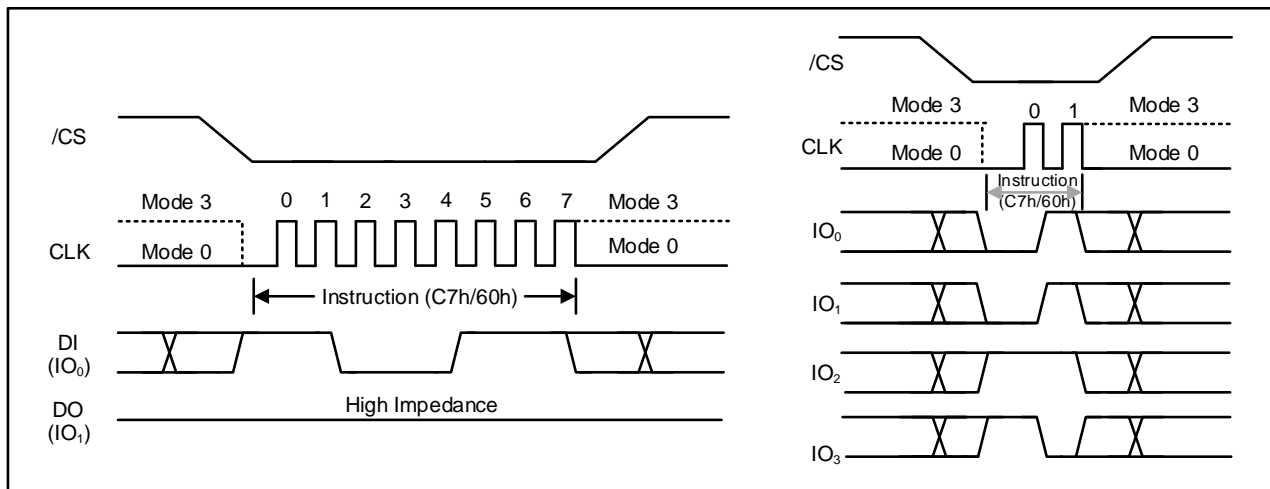 /CS
Mode 3
0 1 2 3 4 5 6 7
Mode 3
CLK
Mode 0
Mode 0
Instruction (C7h/60h)
DI
(IO0)
High Impedance
DO
(IO1)
/CS
Mode 3
0 1
Mode 3
CLK
Mode 0
Mode 0
Instruction
(C7h/60h)
IO0
IO1
IO2
IO3